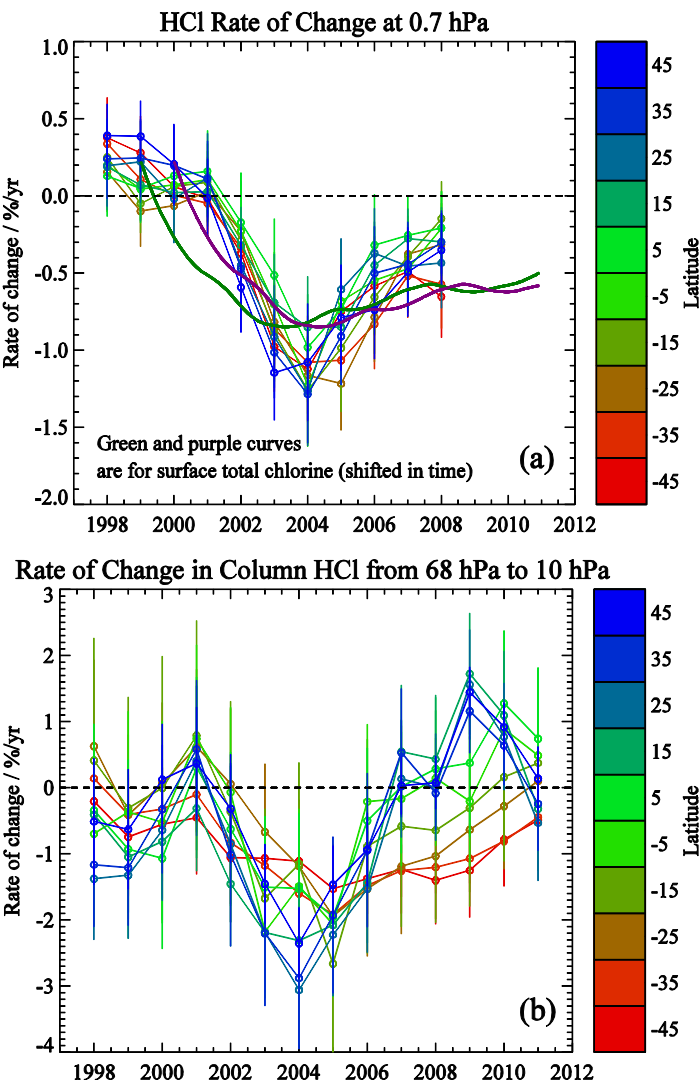 HCl Rate of Change at 0.7 hPa
1.0
0.5
0.0
-0.5
-1.0
-1.5
-2.0
Rate of change / %/yr
Green and purple curves
are for surface total chlorine (shifted in time)
(a)
1998 2000 2002 2004 2006 2008 2010 2012
45
35
25
15
5
-5
-15
-25
-35
-45
Latitude
Rate of Change in Column HCl from 68 hPa to 10 hPa
3
2
1
0
-1
-2
-3
-4
Rate of change / %/yr
(b)
1998 2000 2002 2004 2006 2008 2010 2012
45
35
25
15
5
-5
-15
-25
-35
-45
Latitude